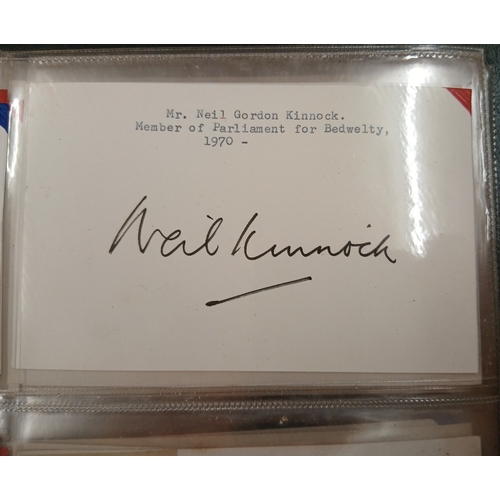 Mr. Neil Gordon Kinnock.
Member of Parliament for Bedwelty,
1970 -
Neil Kinnock